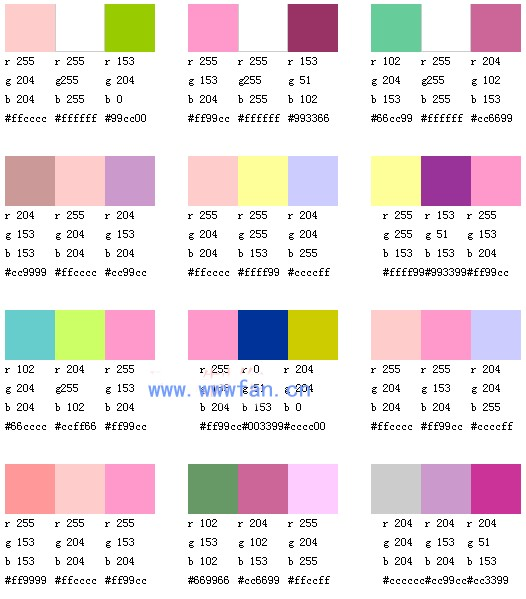 r 255 r 255 r 153
g 204 g255 g 204
b 204 b 255 b 0
#ffcccc #ffffff #99cc00
r 255 r 255 r 153
g 153 g255 g 51
b 204 b 255 b 102
#ff99cc #ffffff #993366
r 102 r 255 r 204
g 204 g255 g 102
b 153 b 255 b 153
#66cc99 #ffffff #cc6699
r 204 r 255 r 204
g 153 g 204 g 153
b 153 b 204 b 204
#cc9999 #ffcccc #cc99cc
r 255 r 255 r 204
g 204 g 255 g 204
b 204 b 153 b 255
#ffcccc #ffff99 #ccccff
r 255 r 153 r 255
g 255 g 51 g 153
b 153 b 153 b 204
#ffff99#993399#ff99cc
r 102 r 204 r 255
g 204 g255 g 153
b 204 b 102 b 204
#66cccc #ccff66 #ff99cc
r 255 r 0 r 204
g 153 g 51 g 204
b 204 b 153 b 0
#ff99cc#003399#cccc00
www.wwwfan.cn
r 255 r 255 r 204
g 204 g 153 g 204
b 204 b 204 b 255
#ffcccc #ff99cc #ccccff
r 255 r 255 r 255
g 153 g 204 g 153
b 153 b 204 b 204
#ff9999 #ffcccc #ff99cc
r 102 r 204 r 255
g 153 g 102 g 204
b 102 b 153 b 255
#669966 #cc6699 #ffccff
r 204 r 204 r 204
g 204 g 153 g 51
b 204 b 204 b 153
#cccccc#cc99cc#cc3399